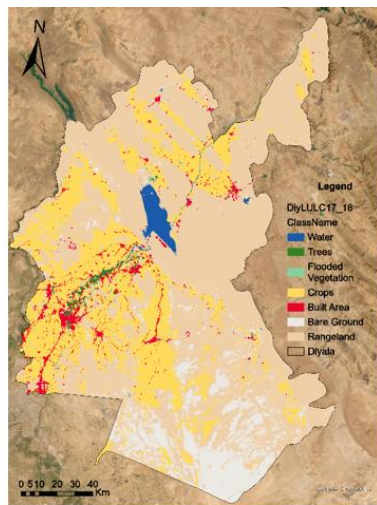 N
Legend
DiyLULC17_18
ClassName
Water
Trees
Flooded
Vegetation
Crops
Built Area
Bare Ground
Rangeland
Diyala
0 5 10 20 30 40
Km